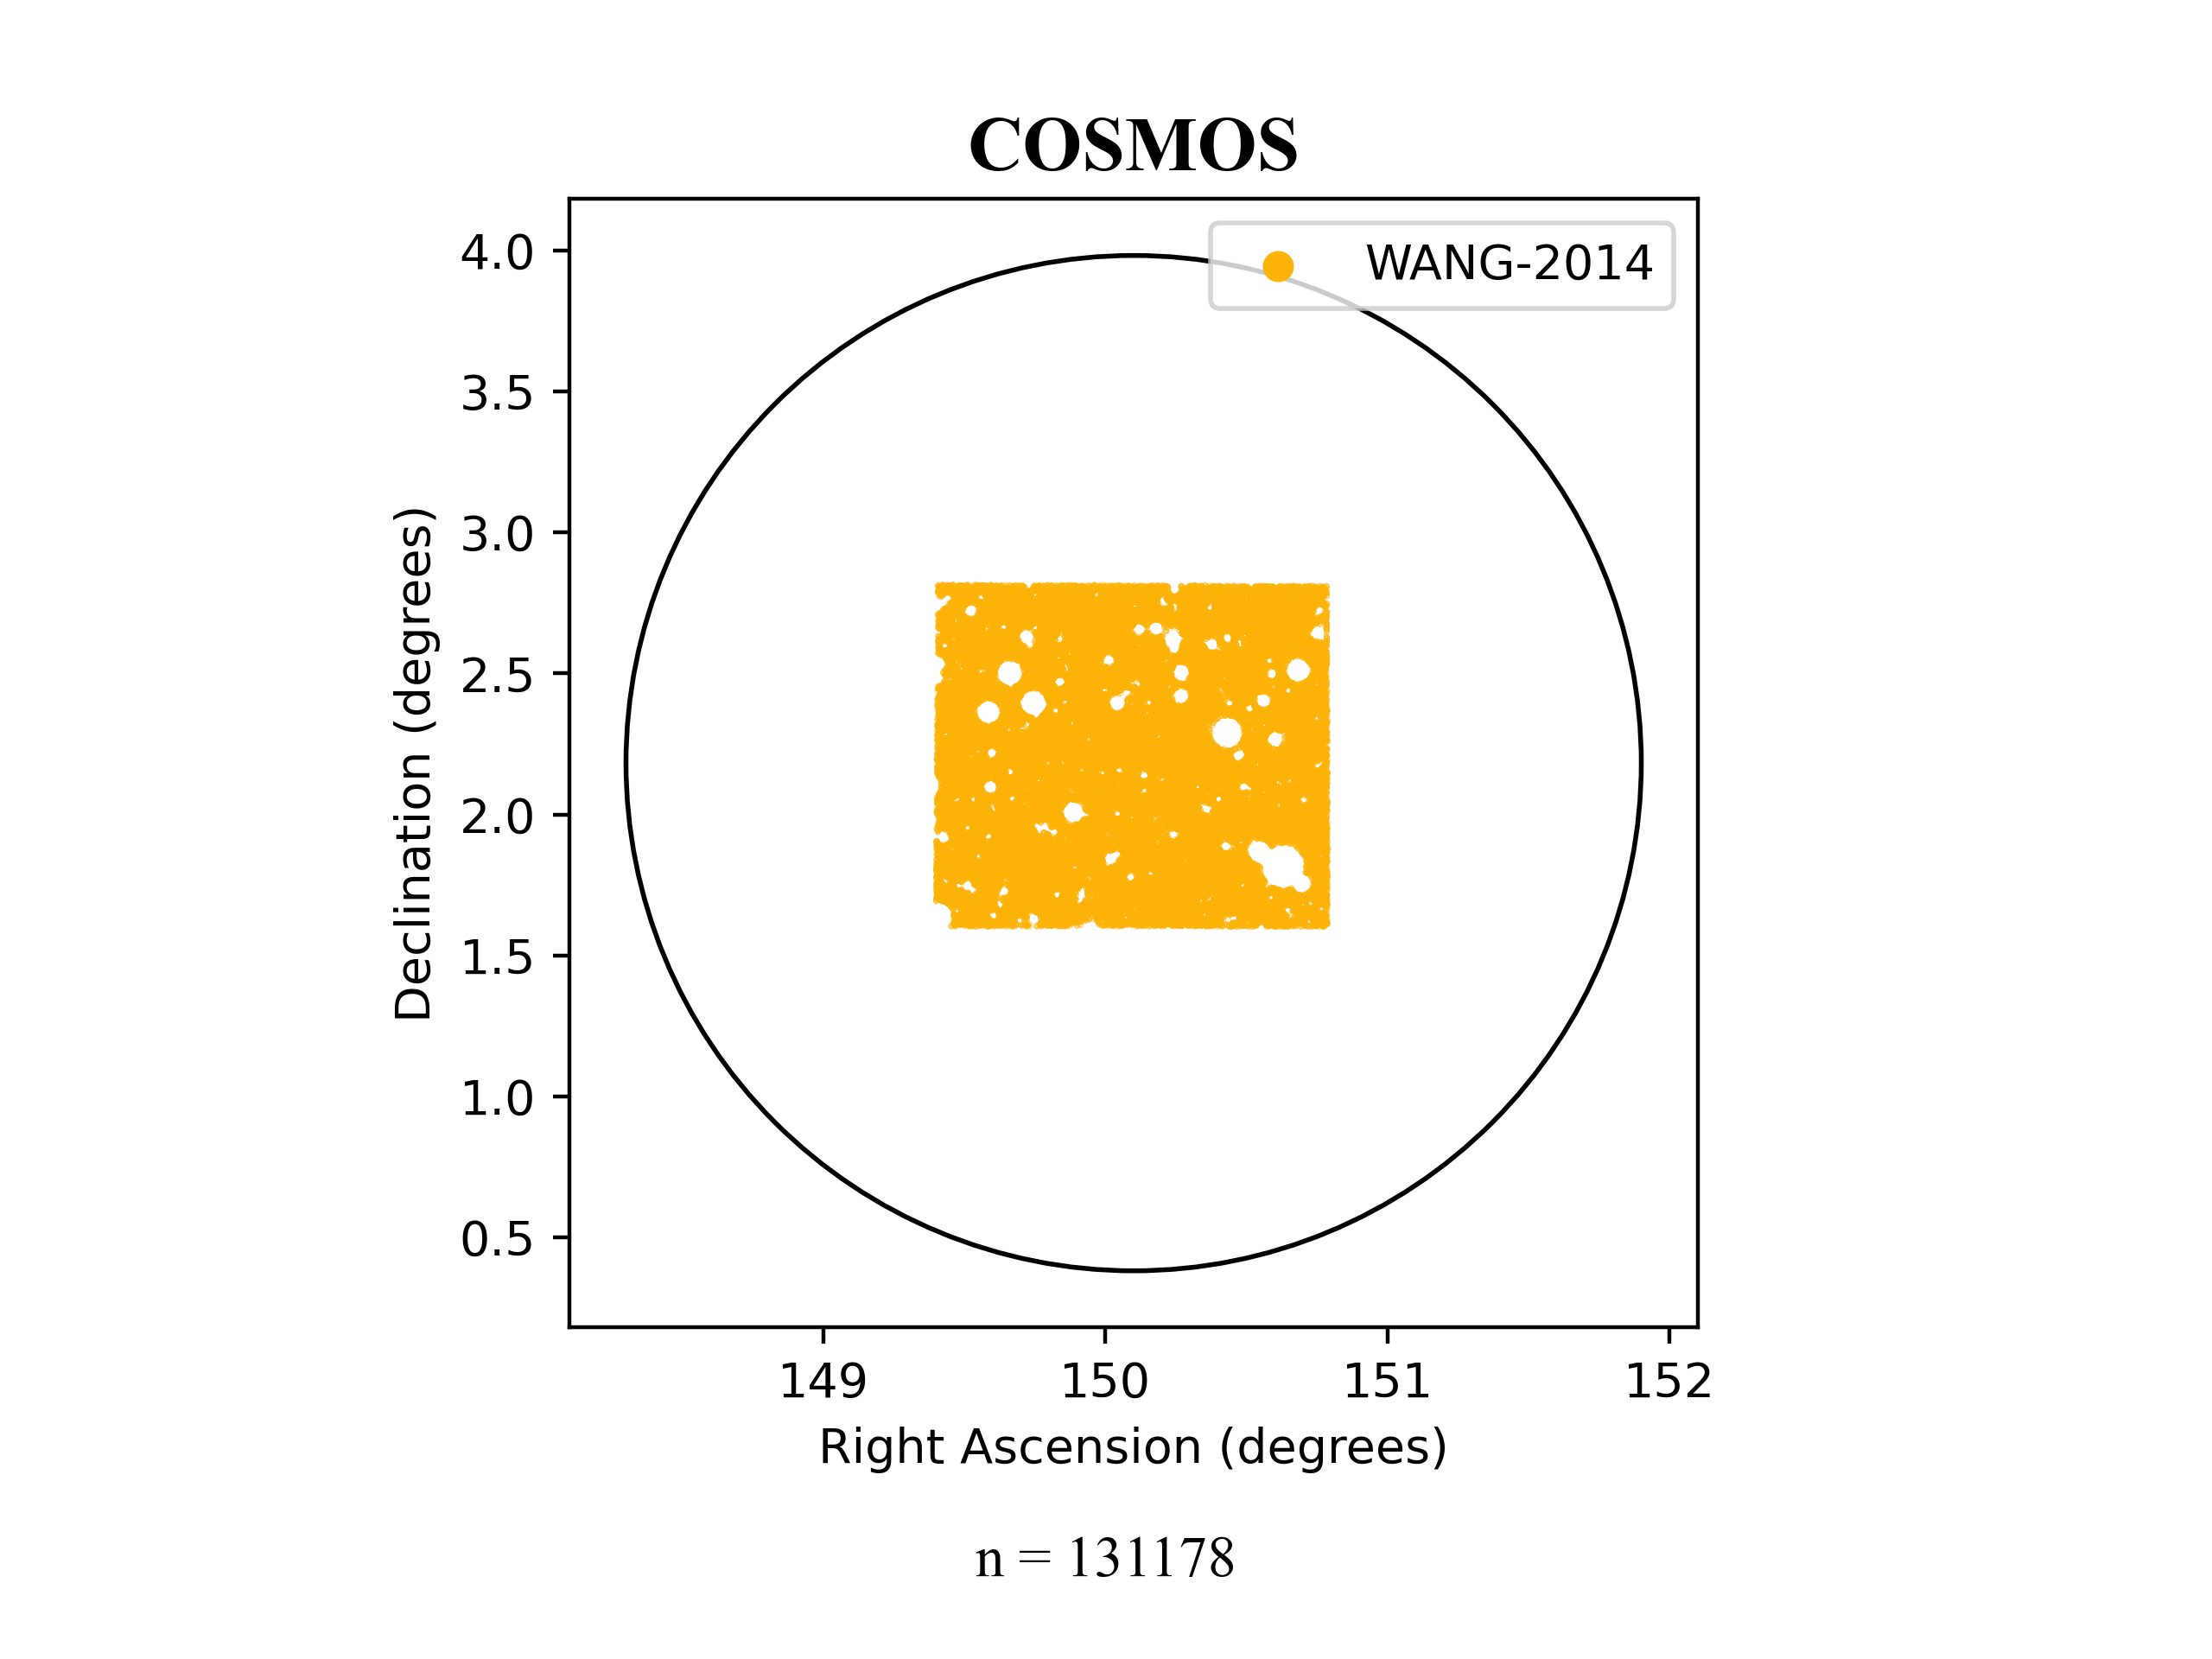 COSMOS
WANG-2014
Declination (degrees)
4.0
3.5
3.0
2.5
2.0
1.5
1.0
0.5
149
150
151
152
Right Ascension (degrees)
n = 131178